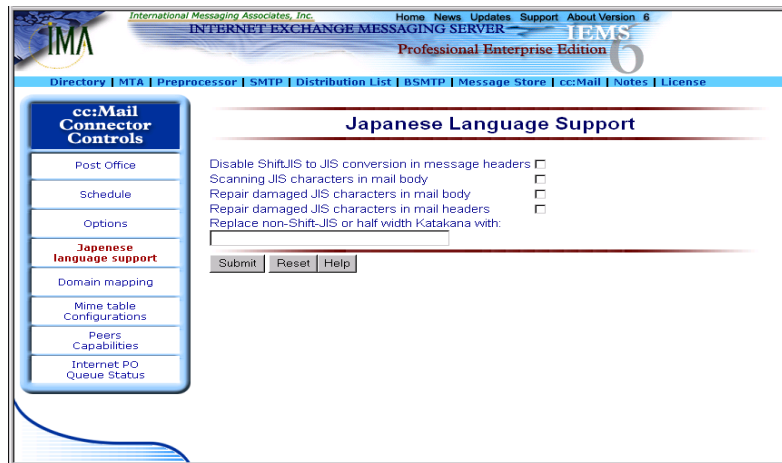 International Messaging Associates, Inc.
Home News Updates Support About Version 6
IMA
INTERNET EXCHANGE MESSAGING SERVER
IEMS
6
Professional Enterprise Edition
Directory | MTA | Preprocessor | SMTP | Distribution List | BSMTP | Message Store | cc:Mail | Notes | License
cc:Mail
Connector
Controls
Post Office
Schedule
Options
Japenese
language support
Domain mapping
Mime table
Configurations
Peers
Capabilities
Internet PO
Queue Status
Japanese Language Support
Disable ShiftJIS to JIS conversion in message headers
Scanning JIS characters in mail body
Repair damaged JIS characters in mail body
Repair damaged JIS characters in mail headers
Replace non-Shift-JIS or half width Katakana with:
Submit Reset Help